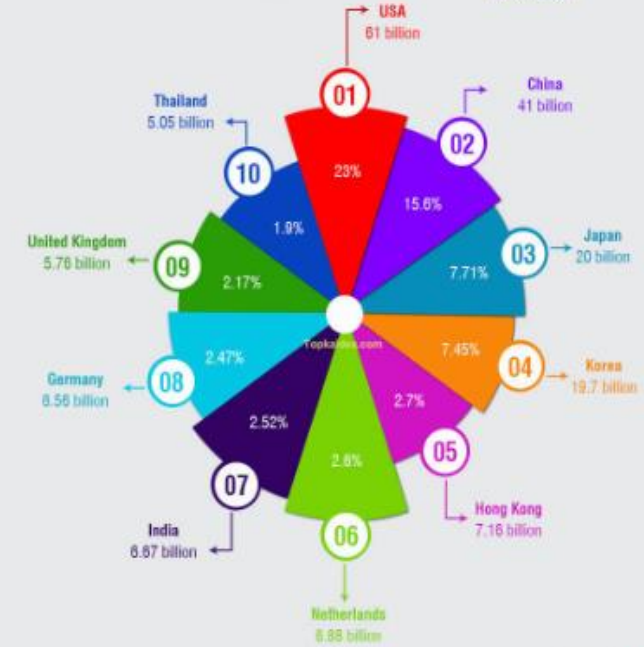 USA
61 billion
01
23%
China
41 billion
02
15.6%
Japan
20 billion
03
7.71%
Korea
19.7 billion
04
7.45%
Hong Kong
7.16 billion
05
2.7%
Netherlands
6.88 billion
06
2.6%
India
6.67 billion
07
2.52%
Germany
6.56 billion
08
2.47%
United Kingdom
5.76 billion
09
2.17%
Thailand
5.05 billion
10
1.9%